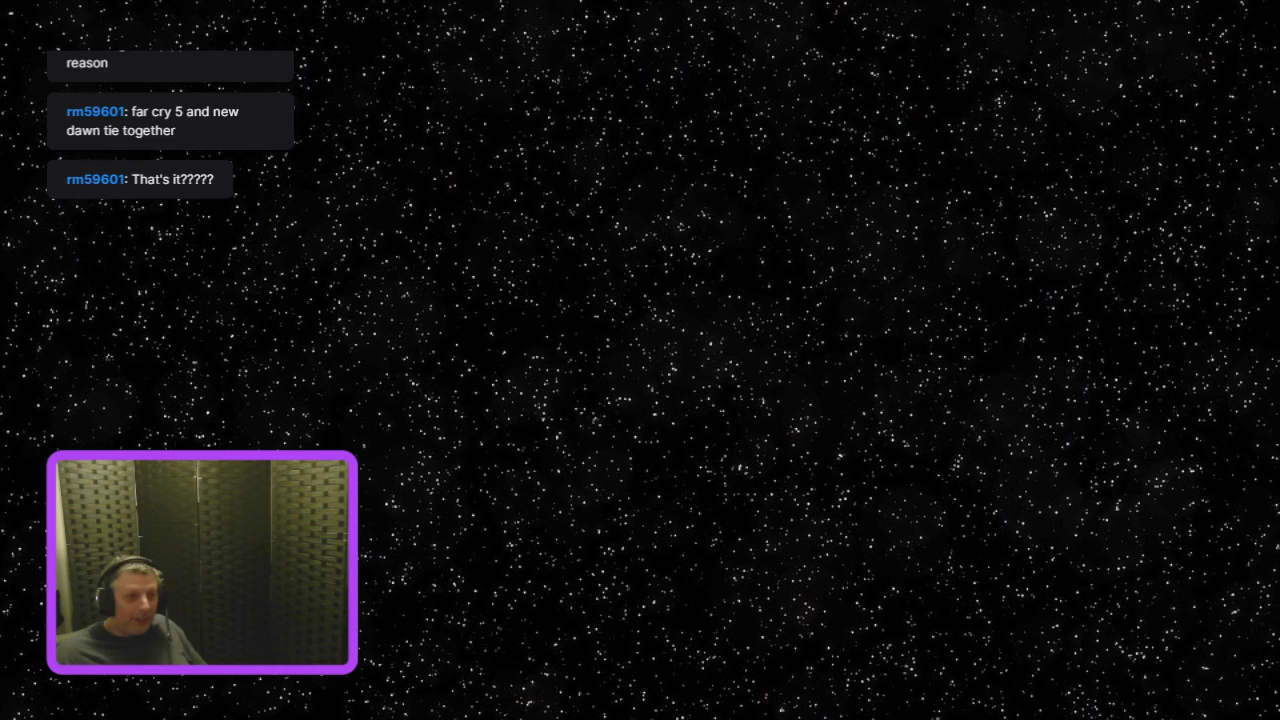 reason
rm59601: far cry 5 and new
dawn tie together
rm59601: That's it?????